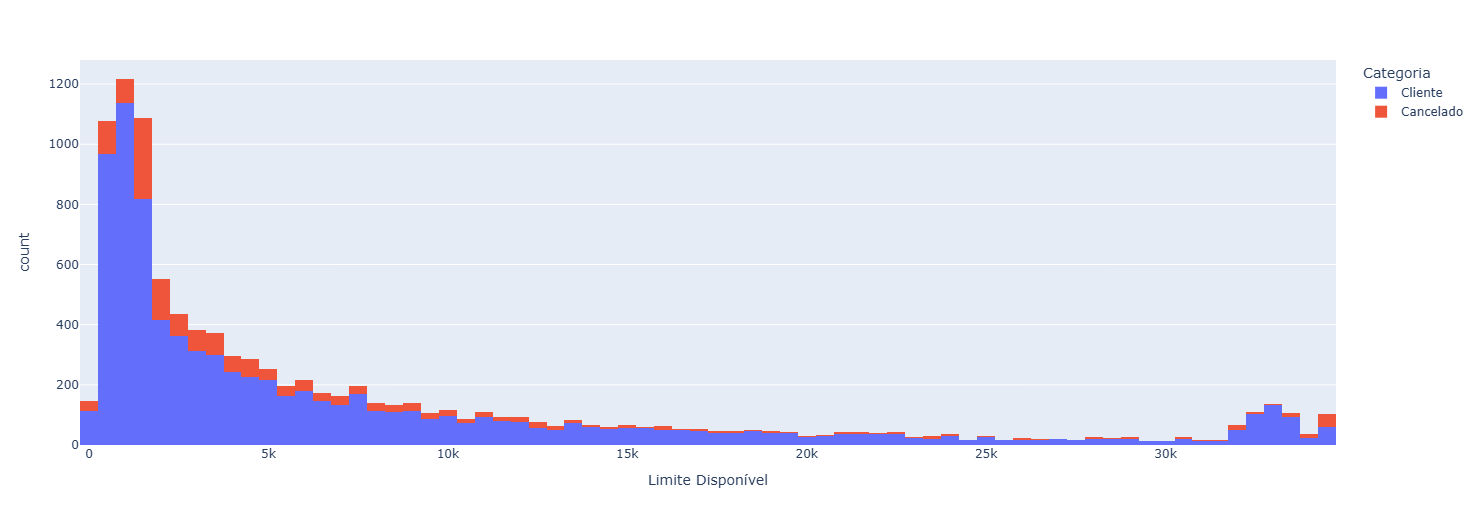 Categoria
Cliente
Cancelado
count
1200
1000
800
600
400
200
0
0 5k 10k 15k 20k 25k 30k
Limite Disponível